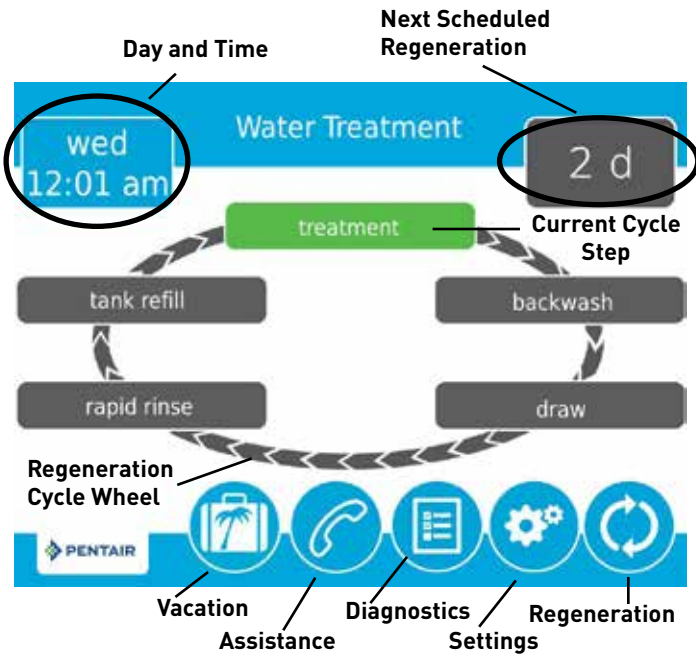 Next Scheduled
Regeneration
Day and Time
wed
12:01 am
Water Treatment
2 d
treatment
Current Cycle
Step
tank refill
backwash
rapid rinse
draw
Regeneration
Cycle Wheel
PENTAIR
Vacation
Assistance
Diagnostics
Settings
Regeneration